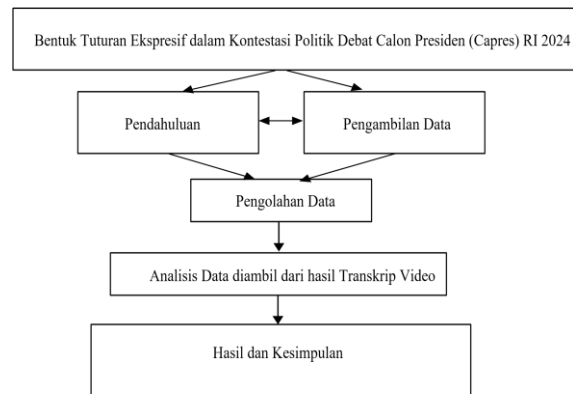 Bentuk Tuturan Ekspresif dalam Kontestasi Politik Debat Calon Presiden (Capres) RI 2024
Pendahuluan
Pengambilan Data
Pengolahan Data
Analisis Data diambil dari hasil Transkrip Video
Hasil dan Kesimpulan